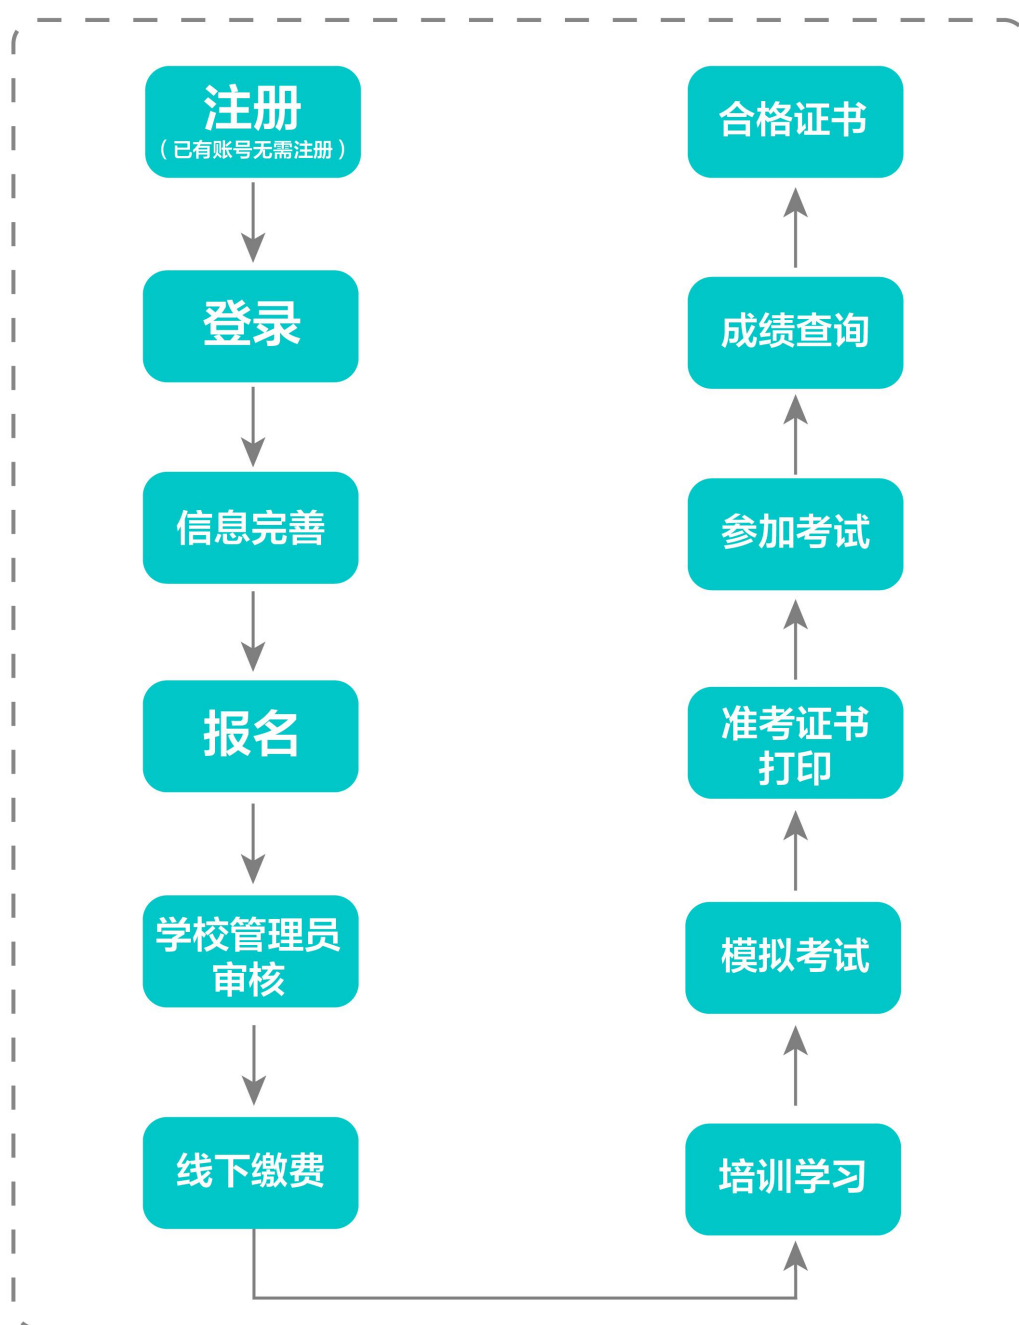 注册
（已有账号无需注册）
登录
信息完善
报名
学校管理员
审核
线下缴费
培训学习
模拟考试
准考证书
打印
参加考试
成绩查询
合格证书